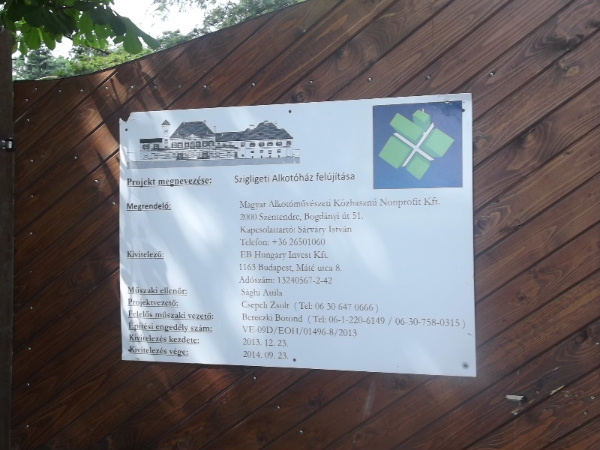 Projekt megnevezése: Szigligeti Alkotóház felújítása
Megrendelő: Magyar Alkotóművészeti Közhasznú Nonprofit Kft.
2000 Szentendre, Bogdányi út 51.
Kapcsolattartó: Sárváry István
Telefon: +36 26501060
Kivitelező: EB Hungary Invest Kft.
1163 Budapest, Máté utca 8.
Adószám: 13240567-2-42
Műszaki ellenőr: Sághi Attila
Projektvezető: Csepeli Zsolt ( Tel: 06 30 647 0666 )
Felelős műszaki vezető: Bereczki Botond ( Tel: 06-1-220-6149 / 06-30-758-0315 )
Építési engedély szám: VE-09D/EOH/01496-8/2013
Kivitelezés kezdete: 2013. 12. 23.
Kivitelezés vége: 2014. 09. 23.